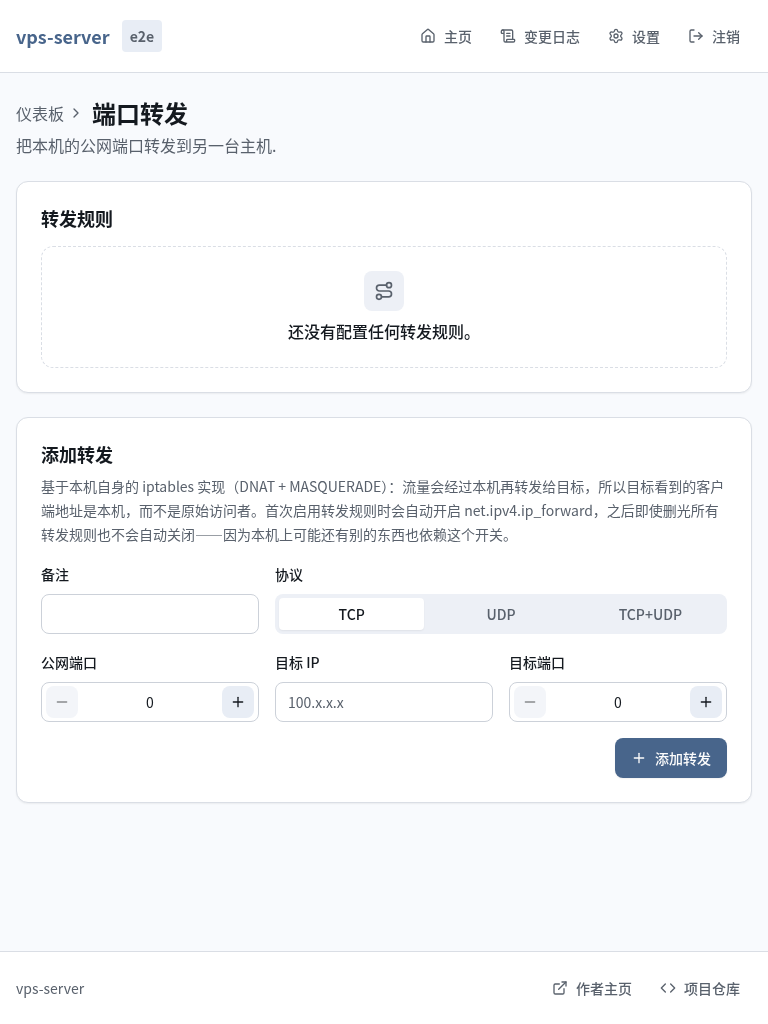 vps-server e2e 主页 变更日志 设置 注销
仪表板 端口转发
把本机的公网端口转发到另一台主机.
转发规则
还没有配置任何转发规则。
添加转发
基于本机自身的 iptables 实现（DNAT + MASQUERADE）：流量会经过本机再转发给目标，所以目标看到的客户
端地址是本机，而不是原始访问者。首次启用转发规则时会自动开启 net.ipv4.ip_forward，之后即使删光所有
转发规则也不会自动关闭——因为本机上可能还有别的东西也依赖这个开关。
备注 协议
TCP UDP TCP+UDP
公网端口 目标 IP 目标端口
0 100.x.x.x 0
添加转发
vps-server 作者主页 项目仓库